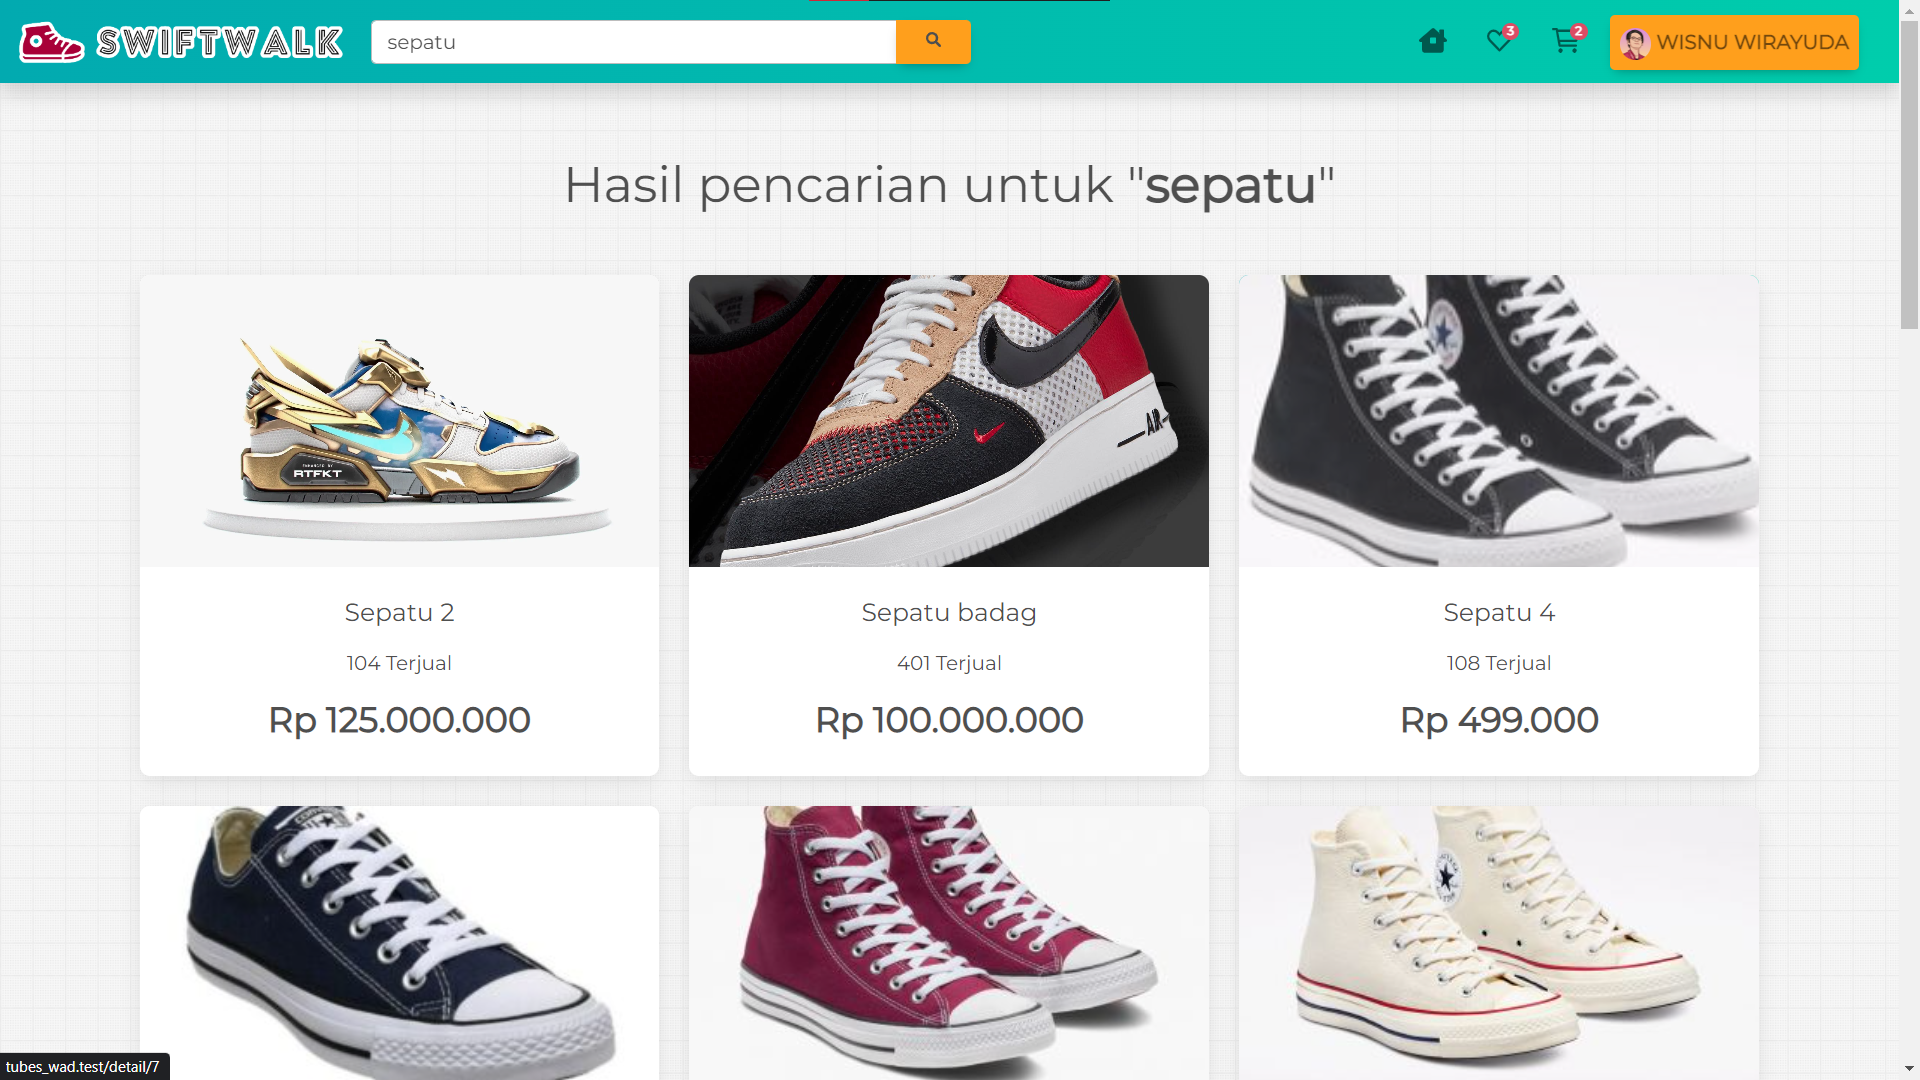 SWIFTWALK
sepatu
3
2
WISNU WIRAYUDA
Hasil pencarian untuk "sepatu"
ENHANCED BY
RTFKT
AIR
Sepatu 2
104 Terjual
Rp 125.000.000
Sepatu badag
401 Terjual
Rp 100.000.000
Sepatu 4
108 Terjual
Rp 499.000
tubes_wad.test/detail/7